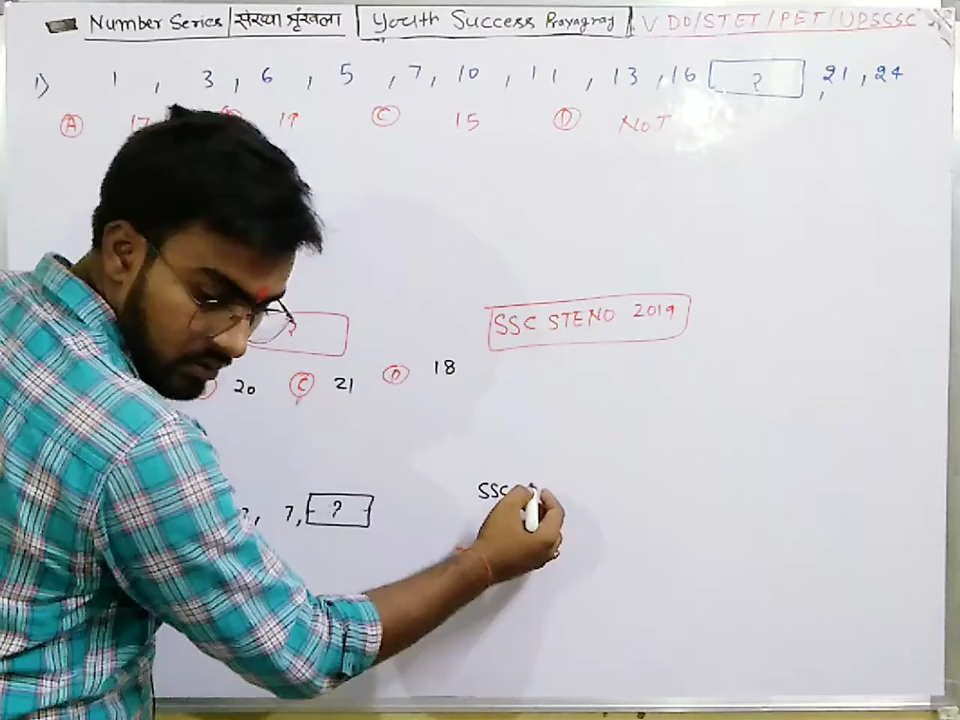 Number Series | संख्या श्रृंखला | Youth Success Prayagraj | VDO/STET/PET/UPSSSC
1) 1, 3, 6, 5, 7, 10, 11, 13, 16 ?, 21, 24
A 17 19 C 15 D NOT
?
SSC STENO 2019
20 C 21 D 18
7, ?
SSC